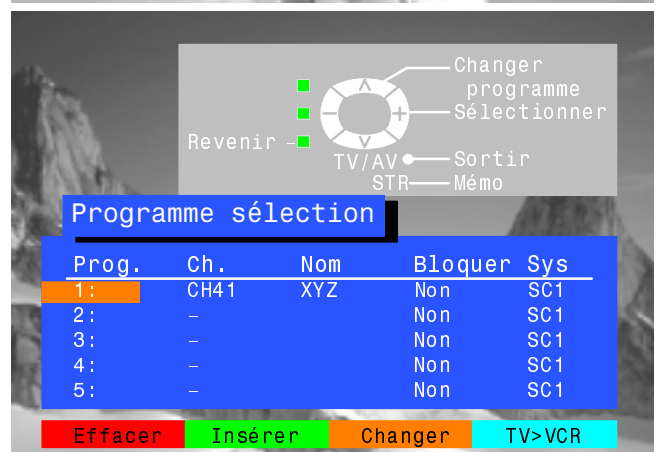 Changer
programme
Sélectionner
Revenir
TV/AV
Sortir
STR
Mémo
Programme sélection
Prog. Ch. Nom Bloquer Sys
1: CH41 XYZ Non SC1
2: – Non SC1
3: – Non SC1
4: – Non SC1
5: – Non SC1
Effacer Insérer Changer TV>VCR